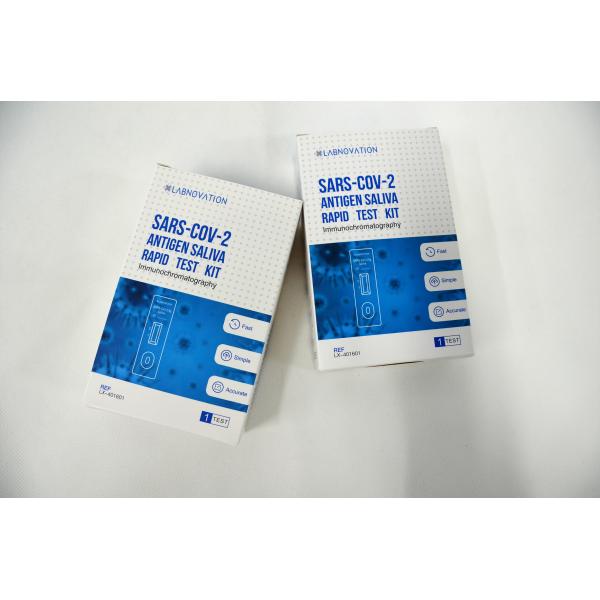 LABNOVATION
SARS-COV-2
ANTIGEN SALIVA
RAPID TEST KIT
Immunochromatography
Fast
Simple
Accurate
REF
LX-401601
1 TEST
LABNOVATION
SARS-COV-2
ANTIGEN SALIVA
RAPID TEST KIT
Immunochromatography
Fast
Simple
Accurate
REF
LX-401601
1 TEST